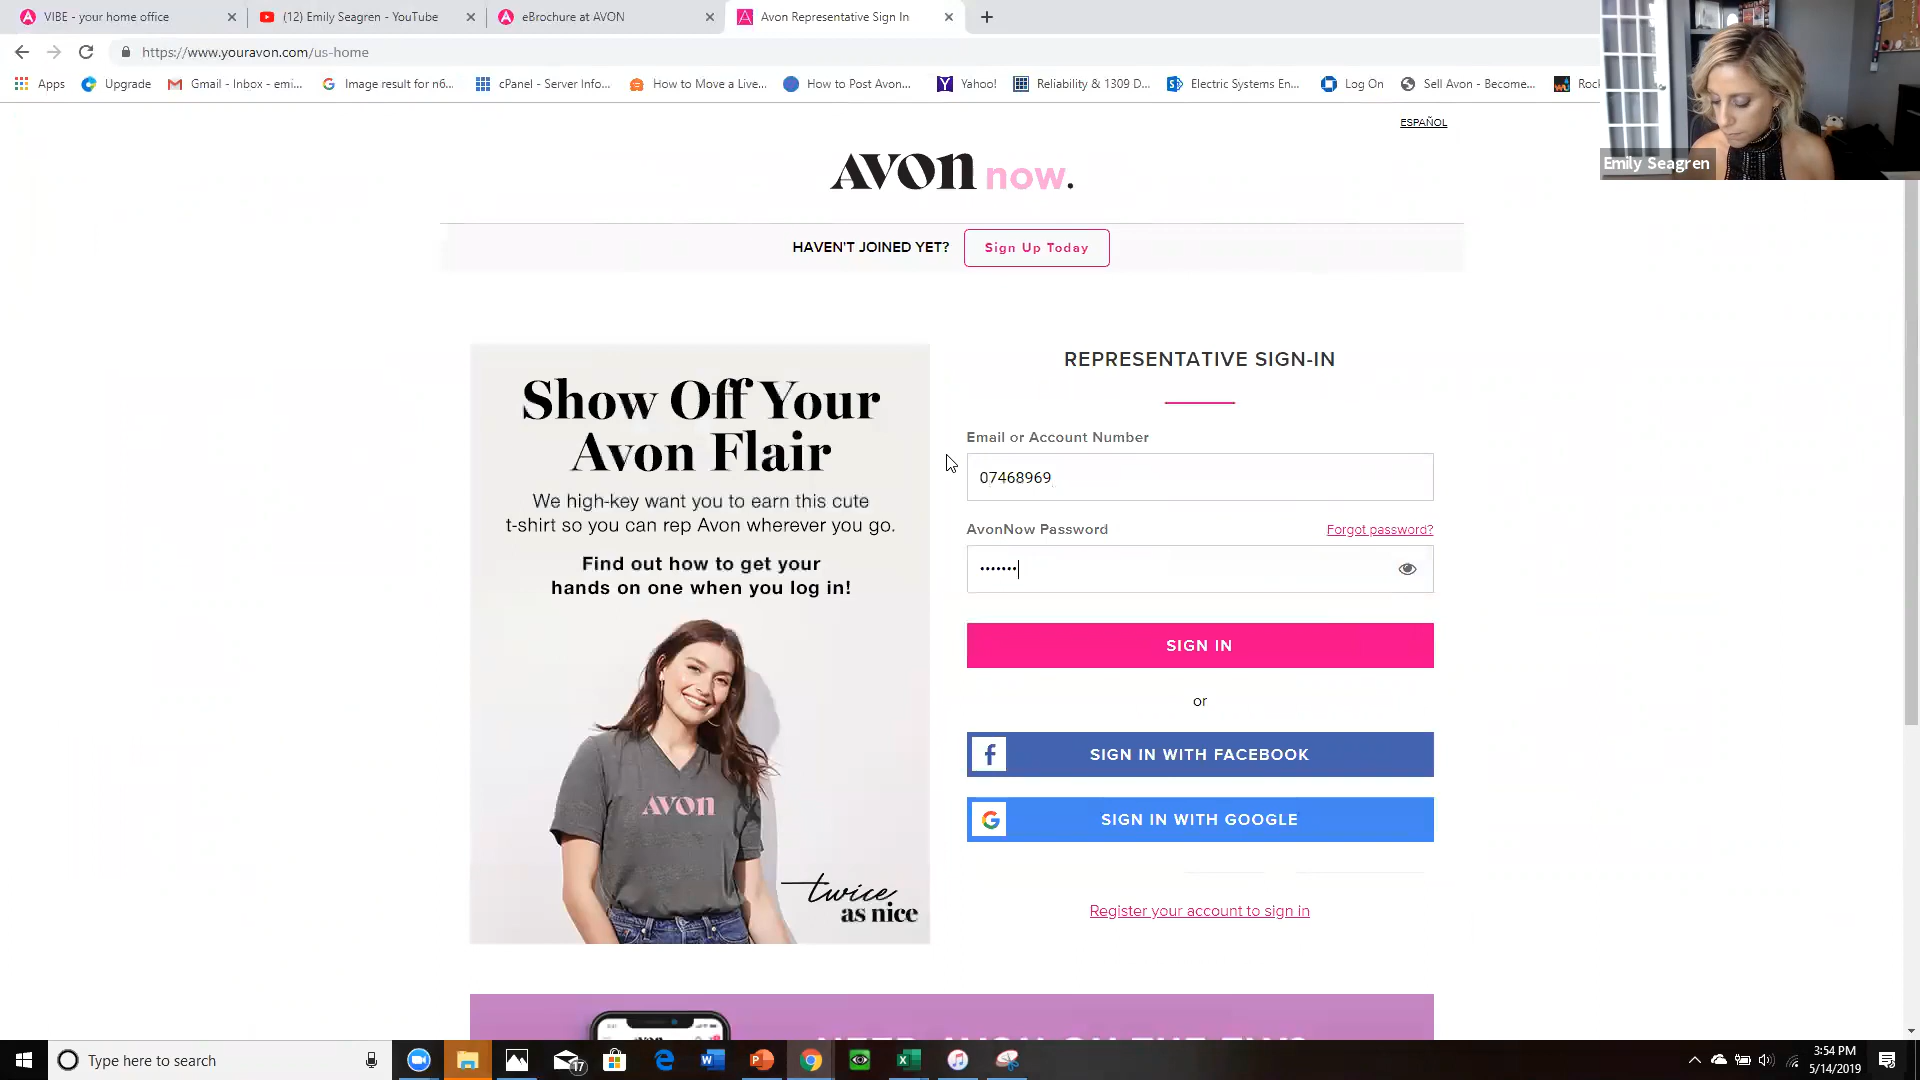 VIBE - your home office
(12) Emily Seagren - YouTube
eBrochure at AVON
Avon Representative Sign In
https://www.youravon.com/us-home
Apps
Upgrade
Gmail - Inbox - emi...
Image result for n6...
cPanel - Server Info...
How to Move a Live...
How to Post Avon...
Yahoo!
Reliability & 1309 D...
Electric Systems En...
Log On
Sell Avon - Become...
Rock
Emily Seagren
ESPAÑOL
AVON now.
HAVEN'T JOINED YET?
Sign Up Today
Show Off Your
Avon Flair
We high-key want you to earn this cute
t-shirt so you can rep Avon wherever you go.
Find out how to get your
hands on one when you log in!
AVON
twice
as nice
REPRESENTATIVE SIGN-IN
Email or Account Number
07468969
AvonNow Password
Forgot password?
•••••••
SIGN IN
or
SIGN IN WITH FACEBOOK
SIGN IN WITH GOOGLE
Register your account to sign in
Type here to search
17
3:54 PM
5/14/2019